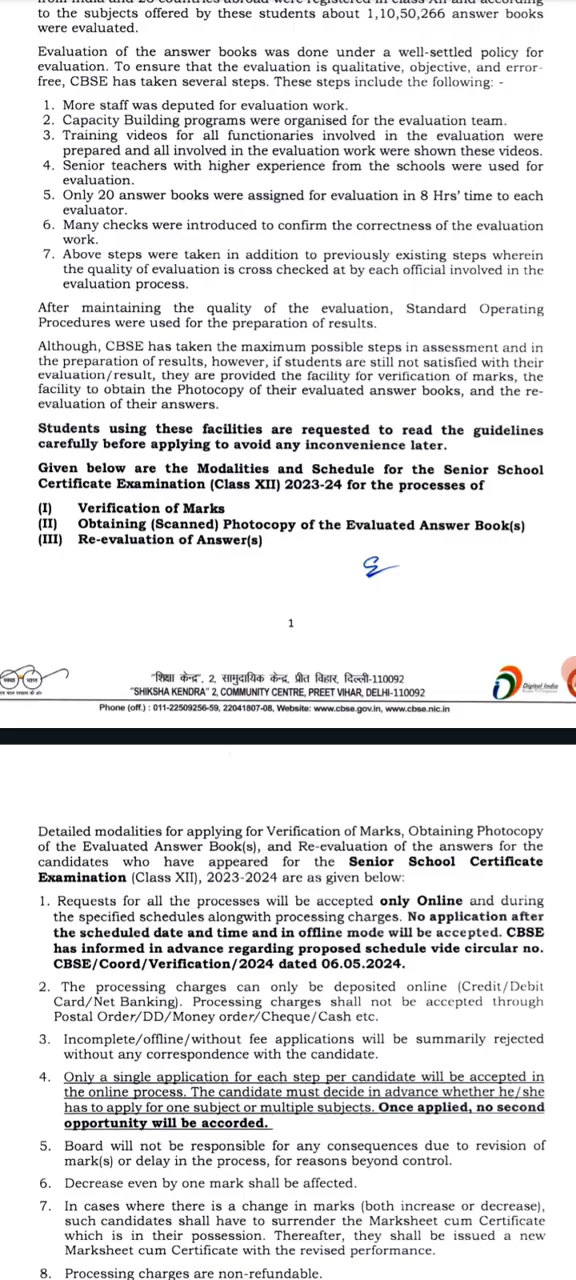 to the subjects offered by these students about 1,10,50,266 answer books
were evaluated.
Evaluation of the answer books was done under a well-settled policy for
evaluation. To ensure that the evaluation is qualitative, objective, and error-
free, CBSE has taken several steps. These steps include the following: -
1. More staff was deputed for evaluation work.
2. Capacity Building programs were organised for the evaluation team.
3. Training videos for all functionaries involved in the evaluation were
prepared and all involved in the evaluation work were shown these videos.
4. Senior teachers with higher experience from the schools were used for
evaluation.
5. Only 20 answer books were assigned for evaluation in 8 Hrs' time to each
evaluator.
6. Many checks were introduced to confirm the correctness of the evaluation
work.
7. Above steps were taken in addition to previously existing steps wherein
the quality of evaluation is cross checked at by each official involved in the
evaluation process.
After maintaining the quality of the evaluation, Standard Operating
Procedures were used for the preparation of results.
Although, CBSE has taken the maximum possible steps in assessment and in
the preparation of results, however, if students are still not satisfied with their
evaluation/result, they are provided the facility for verification of marks, the
facility to obtain the Photocopy of their evaluated answer books, and the re-
evaluation of their answers.
Students using these facilities are requested to read the guidelines
carefully before applying to avoid any inconvenience later.
Given below are the Modalities and Schedule for the Senior School
Certificate Examination (Class XII) 2023-24 for the processes of
(I) Verification of Marks
(II) Obtaining (Scanned) Photocopy of the Evaluated Answer Book(s)
(III) Re-evaluation of Answer(s)
1
"शिक्षा केन्द्र", 2, सामुदायिक केन्द्र, प्रीत विहार, दिल्ली-110092
"SHIKSHA KENDRA" 2, COMMUNITY CENTRE, PREET VIHAR, DELHI-110092
Phone (off.) : 011-22509256-59, 22041807-08, Website: www.cbse.gov.in, www.cbse.nic.in
Digital India
Detailed modalities for applying for Verification of Marks, Obtaining Photocopy
of the Evaluated Answer Book(s), and Re-evaluation of the answers for the
candidates who have appeared for the Senior School Certificate
Examination (Class XII), 2023-2024 are as given below:
1. Requests for all the processes will be accepted only Online and during
the specified schedules alongwith processing charges. No application after
the scheduled date and time and in offline mode will be accepted. CBSE
has informed in advance regarding proposed schedule vide circular no.
CBSE/Coord/Verification/2024 dated 06.05.2024.
2. The processing charges can only be deposited online (Credit/Debit
Card/Net Banking). Processing charges shall not be accepted through
Postal Order/DD/Money order/Cheque/Cash etc.
3. Incomplete/offline/without fee applications will be summarily rejected
without any correspondence with the candidate.
4. Only a single application for each step per candidate will be accepted in
the online process. The candidate must decide in advance whether he/she
has to apply for one subject or multiple subjects. Once applied, no second
opportunity will be accorded.
5. Board will not be responsible for any consequences due to revision of
mark(s) or delay in the process, for reasons beyond control.
6. Decrease even by one mark shall be affected.
7. In cases where there is a change in marks (both increase or decrease),
such candidates shall have to surrender the Marksheet cum Certificate
which is in their possession. Thereafter, they shall be issued a new
Marksheet cum Certificate with the revised performance.
8. Processing charges are non-refundable.